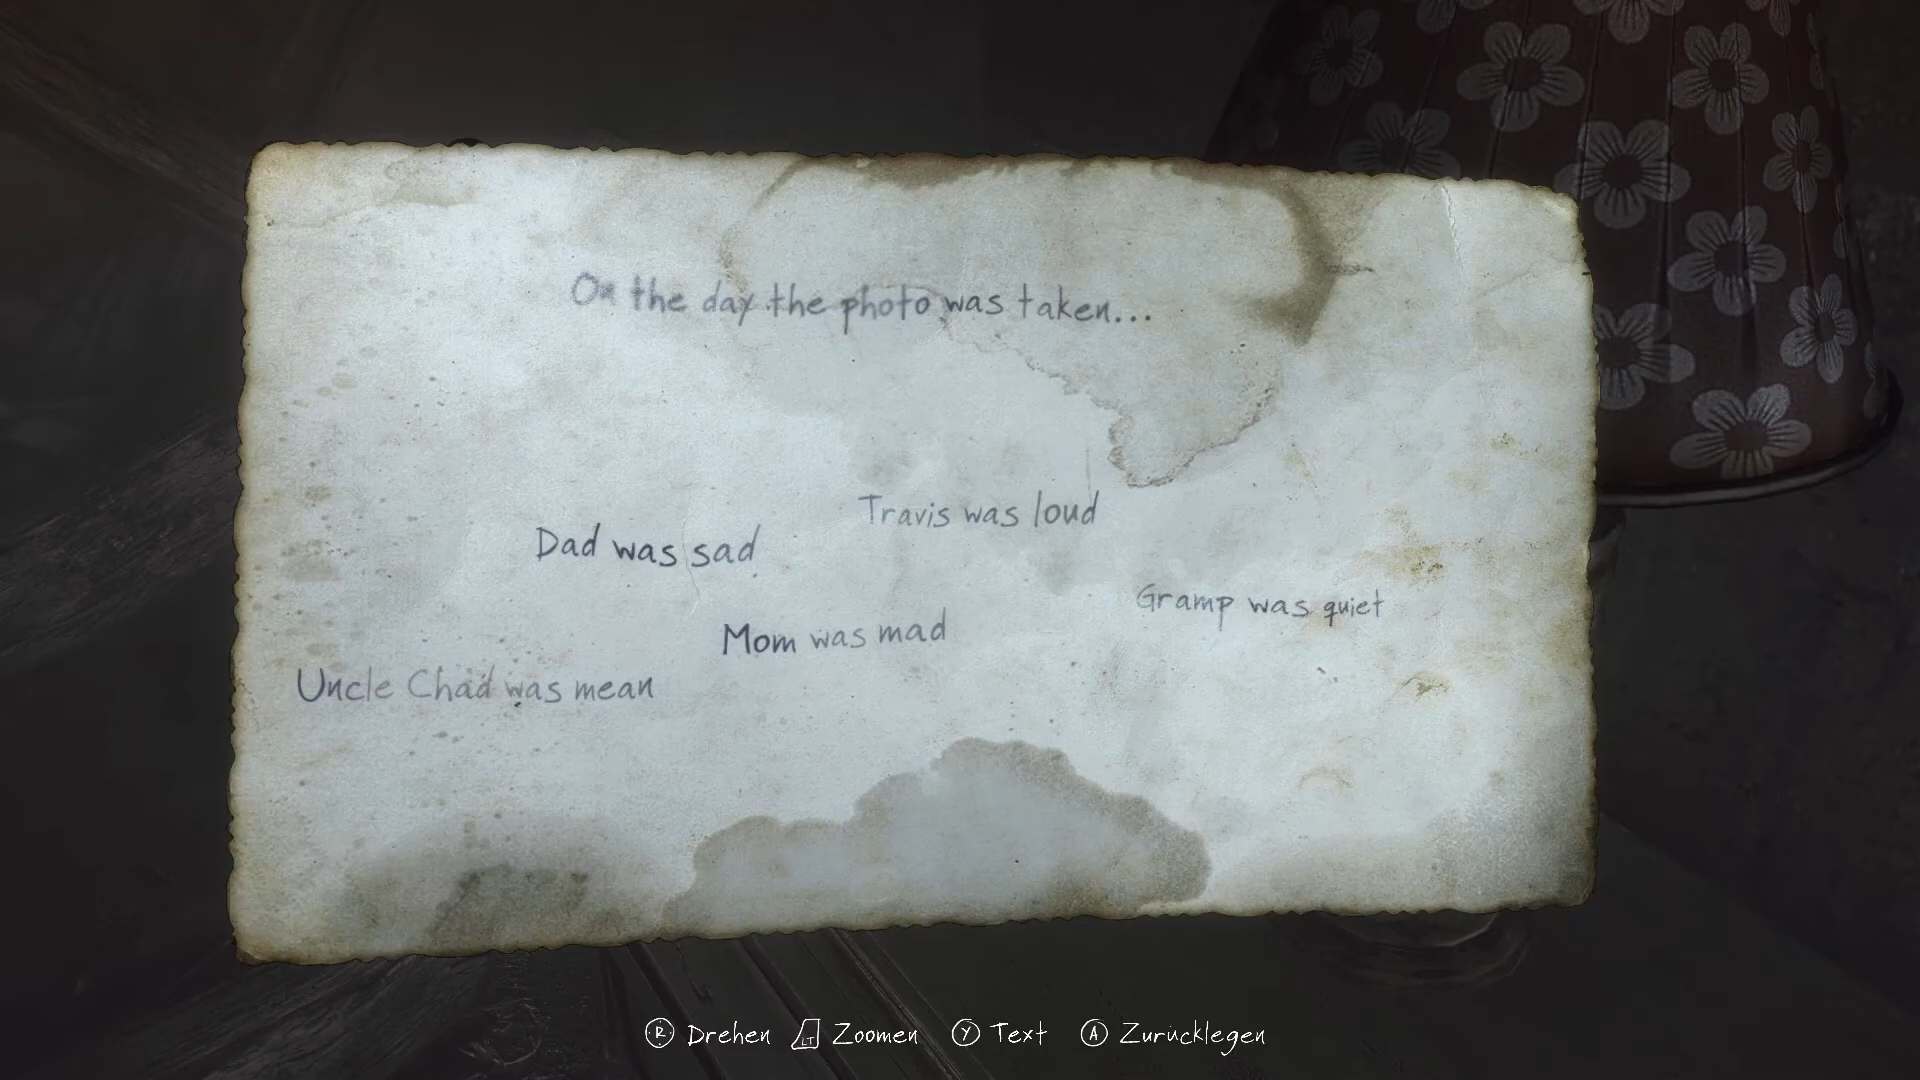 On the day the photo was taken...
Travis was loud
Dad was sad
Gramp was quiet
Mom was mad
Uncle Chad was mean
R Drehen LT Zoomen Y Text A Zurücklegen